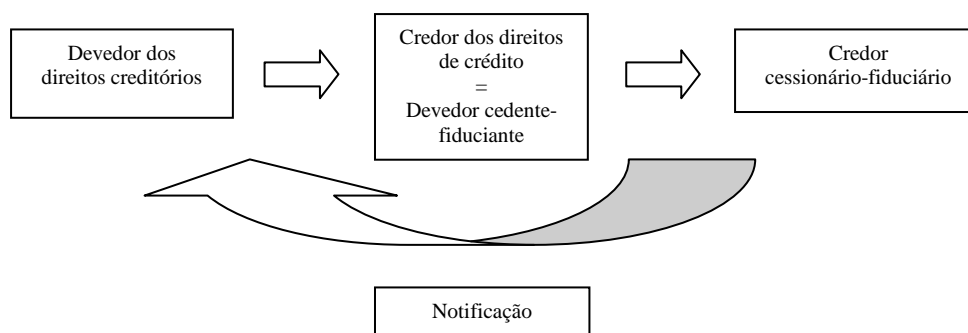 Devedor dos
direitos creditórios
Credor dos direitos
de crédito
=
Devedor cedente-
fiduciante
Credor
cessionário-fiduciário
Notificação